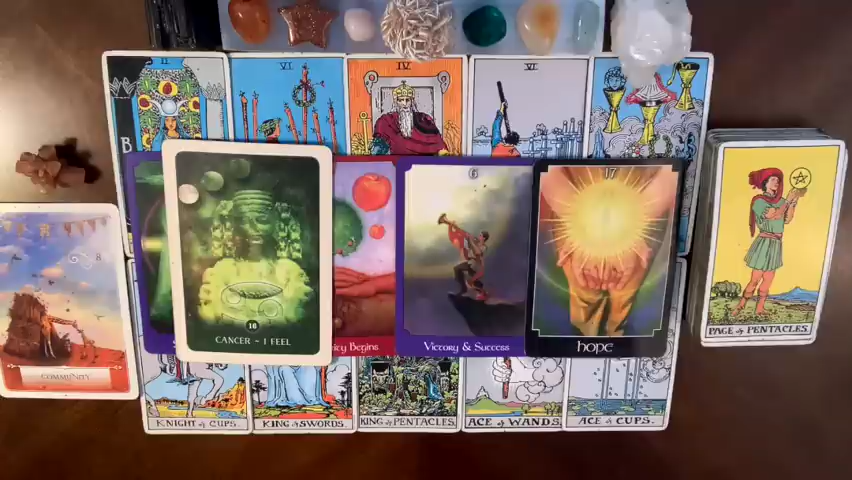 II
VI
IV
VI
B
8
COMMUNITY
18
CANCER - I FEEL
ity Begins
6
Victory & Success
17
hope
PAGE of PENTACLES.
KNIGHT of CUPS.
KING of SWORDS.
KING of PENTACLES.
ACE of WANDS.
ACE of CUPS.